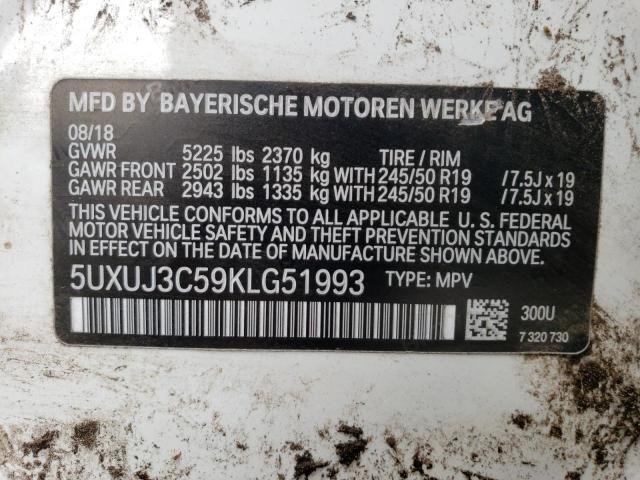 MFD BY BAYERISCHE MOTOREN WERKE AG
08/18
GVWR 5225 lbs 2370 kg TIRE / RIM
GAWR FRONT 2502 lbs 1135 kg WITH 245/50 R19 /7.5J x 19
GAWR REAR 2943 lbs 1335 kg WITH 245/50 R19 /7.5J x 19
THIS VEHICLE CONFORMS TO ALL APPLICABLE U. S. FEDERAL
MOTOR VEHICLE SAFETY AND THEFT PREVENTION STANDARDS
IN EFFECT ON THE DATE OF MANUFACTURE SHOWN ABOVE.
5UXUJ3C59KLG51993 TYPE: MPV
300U
7 320 730